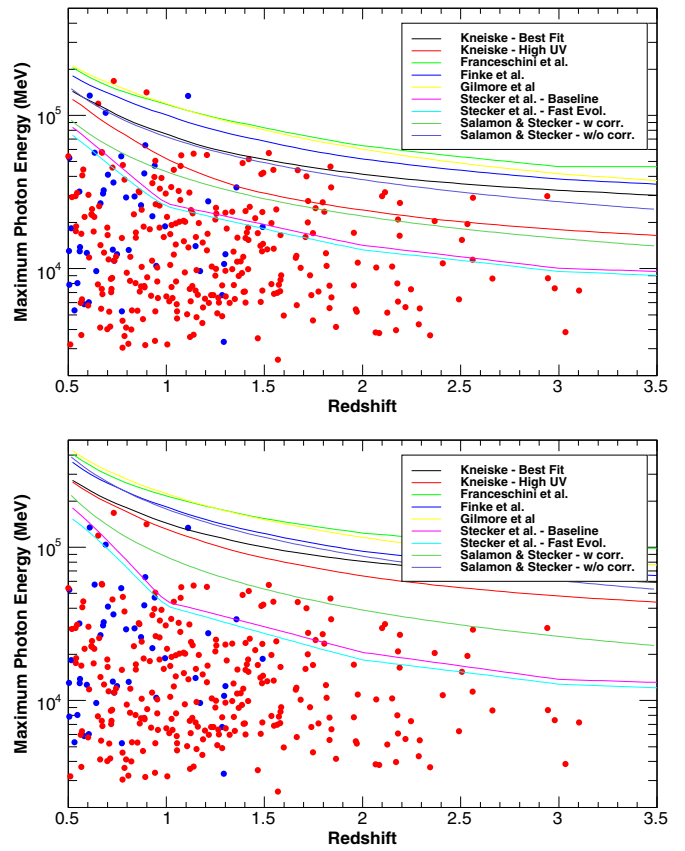 Kneiske - Best Fit
Kneiske - High UV
Franceschini et al.
Finke et al.
Gilmore et al
Stecker et al. - Baseline
Stecker et al. - Fast Evol.
Salamon & Stecker - w corr.
Salamon & Stecker - w/o corr.
Maximum Photon Energy (MeV)
10^5
10^4
0.5 1 1.5 2 2.5 3 3.5
Redshift
Kneiske - Best Fit
Kneiske - High UV
Franceschini et al.
Finke et al.
Gilmore et al
Stecker et al. - Baseline
Stecker et al. - Fast Evol.
Salamon & Stecker - w corr.
Salamon & Stecker - w/o corr.
Maximum Photon Energy (MeV)
10^5
10^4
0.5 1 1.5 2 2.5 3 3.5
Redshift